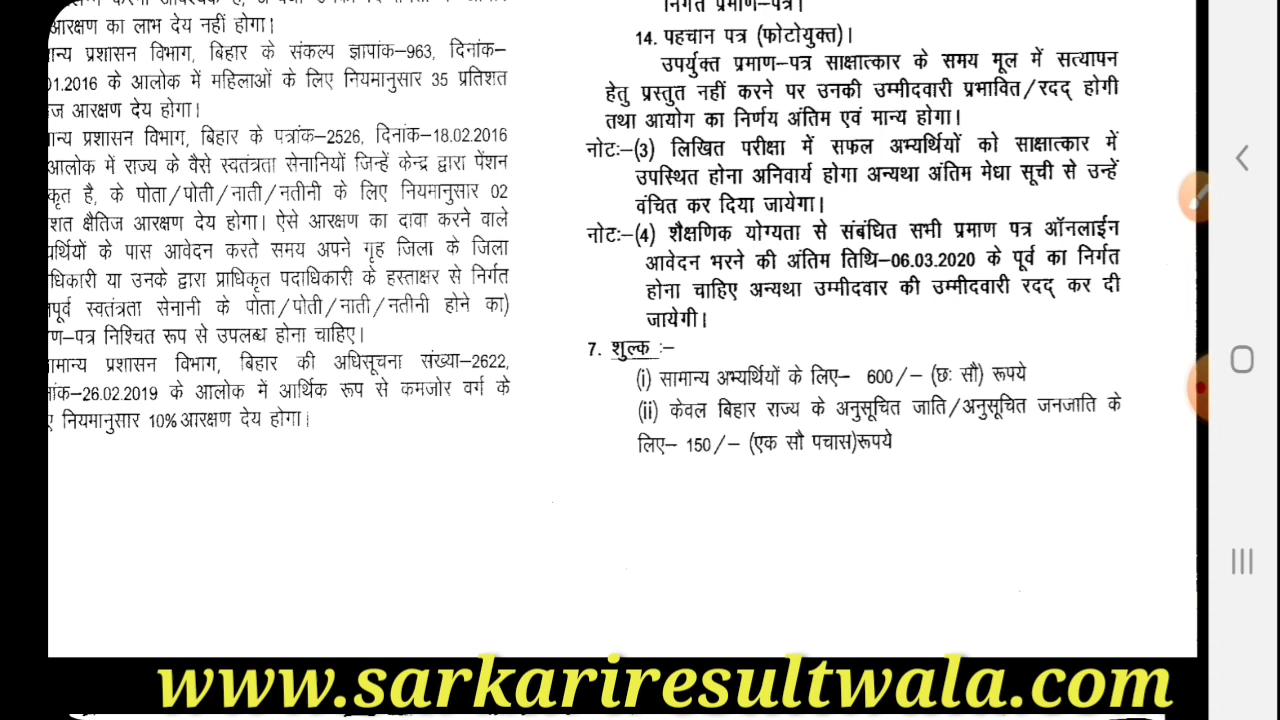 आरक्षण का लाभ देय नहीं होगा।
प्रशासन विभाग, बिहार के संकल्प ज्ञापांक-963, दिनांक-
01.2016 के आलोक में महिलाओं के लिए नियमानुसार 35 प्रतिशत
आरक्षण देय होगा।
प्रशासन विभाग, बिहार के पत्रांक-2526, दिनांक-18.02.2016
आलोक में राज्य के वैसे स्वतंत्रता सेनानियों जिन्हें केन्द्र द्वारा पेंशन
है, के पोता/पोती/नाती/नतीनी के लिए नियमानुसार 02
क्षैतिज आरक्षण देय होगा। ऐसे आरक्षण का दावा करने वाले
के पास आवेदन करते समय अपने गृह जिला के जिला
या उनके द्वारा प्राधिकृत पदाधिकारी के हस्ताक्षर से निर्गत
स्वतंत्रता सेनानी के पोता/पोती/नाती/नतीनी होने का)
पत्र निश्चित रूप से उपलब्ध होना चाहिए।
प्रशासन विभाग, बिहार की अधिसूचना संख्या-2622,
26.02.2019 के आलोक में आर्थिक रूप से कमजोर वर्ग के
नियमानुसार 10% आरक्षण देय होगा।
निर्गत प्रमाण-पत्र।
14. पहचान पत्र (फोटोयुक्त)।
उपर्युक्त प्रमाण-पत्र साक्षात्कार के समय मूल में सत्यापन
हेतु प्रस्तुत नहीं करने पर उनकी उम्मीदवारी प्रभावित/रदद् होगी
तथा आयोग का निर्णय अंतिम एवं मान्य होगा।
नोटः-(3) लिखित परीक्षा में सफल अभ्यर्थियों को साक्षात्कार में
उपस्थित होना अनिवार्य होगा अन्यथा अंतिम मेधा सूची से उन्हें
वंचित कर दिया जायेगा।
नोटः-(4) शैक्षणिक योग्यता से संबंधित सभी प्रमाण पत्र ऑनलाईन
आवेदन भरने की अंतिम तिथि-06.03.2020 के पूर्व का निर्गत
होना चाहिए अन्यथा उम्मीदवार की उम्मीदवारी रदद् कर दी
जायेगी।
7. शुल्क :-
(i) सामान्य अभ्यर्थियों के लिए- 600/- (छः सौ) रूपये
(ii) केवल बिहार राज्य के अनुसूचित जाति/अनुसूचित जनजाति के
लिए- 150/- (एक सौ पचास)रूपये
www.sarkariresultwala.com